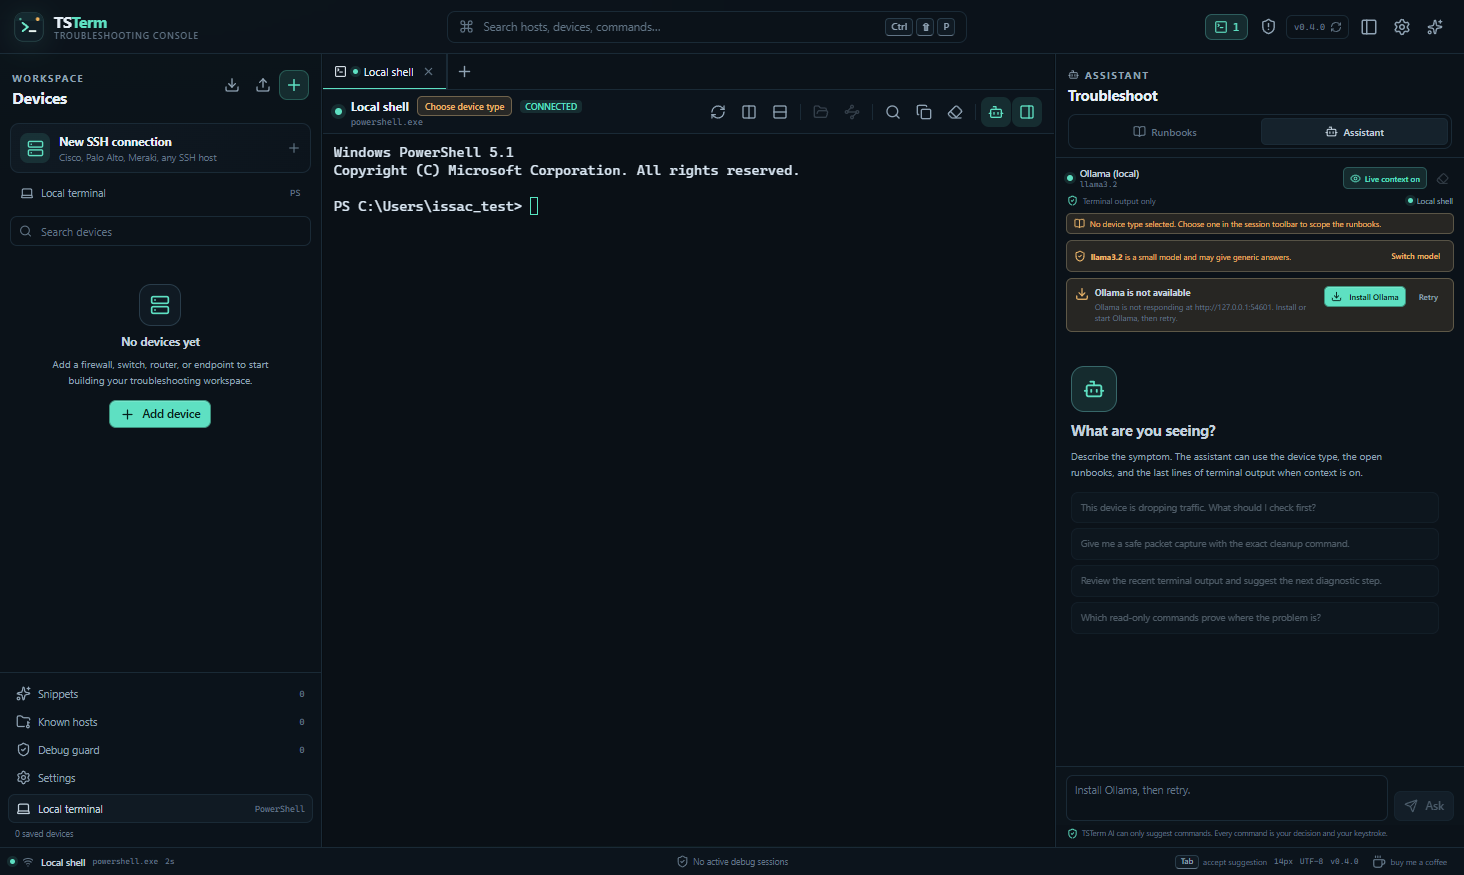 TSTerm
TROUBLESHOOTING CONSOLE
Search hosts, devices, commands...
Ctrl
P
1
v0.4.0
WORKSPACE
Devices
New SSH connection
Cisco, Palo Alto, Meraki, any SSH host
Local terminal
PS
Search devices
No devices yet
Add a firewall, switch, router, or endpoint to start
building your troubleshooting workspace.
Add device
Snippets
0
Known hosts
0
Debug guard
0
Settings
Local terminal
PowerShell
0 saved devices
Local shell
Local shell
Choose device type
CONNECTED
powershell.exe
Windows PowerShell 5.1
Copyright (C) Microsoft Corporation. All rights reserved.
PS C:\Users\issac_test>
ASSISTANT
Troubleshoot
Runbooks
Assistant
Ollama (local)
llama3.2
Live context on
Terminal output only
Local shell
No device type selected. Choose one in the session toolbar to scope the runbooks.
llama3.2 is a small model and may give generic answers.
Switch model
Ollama is not available
Ollama is not responding at http://127.0.0.1:54601. Install or
start Ollama, then retry.
Install Ollama
Retry
What are you seeing?
Describe the symptom. The assistant can use the device type, the open
runbooks, and the last lines of terminal output when context is on.
This device is dropping traffic. What should I check first?
Give me a safe packet capture with the exact cleanup command.
Review the recent terminal output and suggest the next diagnostic step.
Which read-only commands prove where the problem is?
Install Ollama, then retry.
Ask
TSTerm AI can only suggest commands. Every command is your decision and your keystroke.
Local shell
powershell.exe
2s
No active debug sessions
Tab
accept suggestion
14px
UTF-8
v0.4.0
buy me a coffee